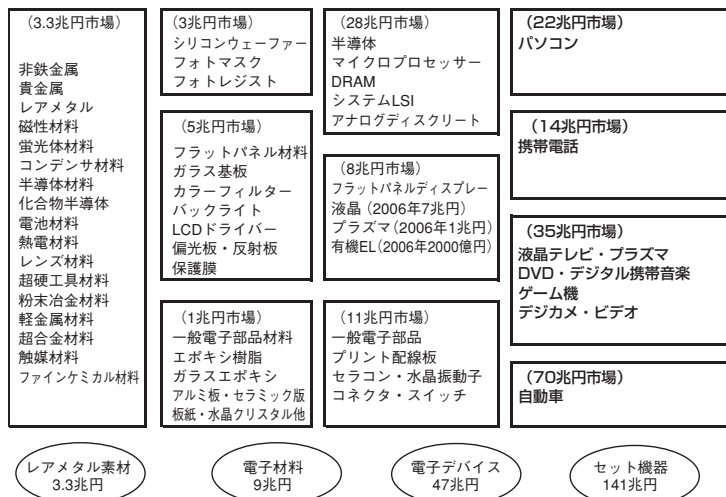 (3.3兆円市場)
非鉄金属
貴金属
レアメタル
磁性材料
蛍光体材料
コンデンサ材料
半導体材料
化合物半導体
電池材料
熱電材料
レンズ材料
超硬工具材料
粉末冶金材料
軽金属材料
超合金材料
触媒材料
ファインケミカル材料
(3兆円市場)
シリコンウェーファー
フォトマスク
フォトレジスト
(5兆円市場)
フラットパネル材料
ガラス基板
カラーフィルター
バックライト
LCDドライバー
偏光板・反射板
保護膜
(1兆円市場)
一般電子部品材料
エポキシ樹脂
ガラスエポキシ
アルミ板・セラミック版
板紙・水晶クリスタル他
(28兆円市場)
半導体
マイクロプロセッサー
DRAM
システムLSI
アナログディスクリート
(8兆円市場)
フラットパネルディスプレー
液晶(2006年7兆円)
プラズマ(2006年1兆円)
有機EL(2006年2000億円)
(11兆円市場)
一般電子部品
プリント配線板
セラコン・水晶振動子
コネクタ・スイッチ
(22兆円市場)
パソコン
(14兆円市場)
携帯電話
(35兆円市場)
液晶テレビ・プラズマ
DVD・デジタル携帯音楽
ゲーム機
デジカメ・ビデオ
(70兆円市場)
自動車
レアメタル素材
3.3兆円
電子材料
9兆円
電子デバイス
47兆円
セット機器
141兆円